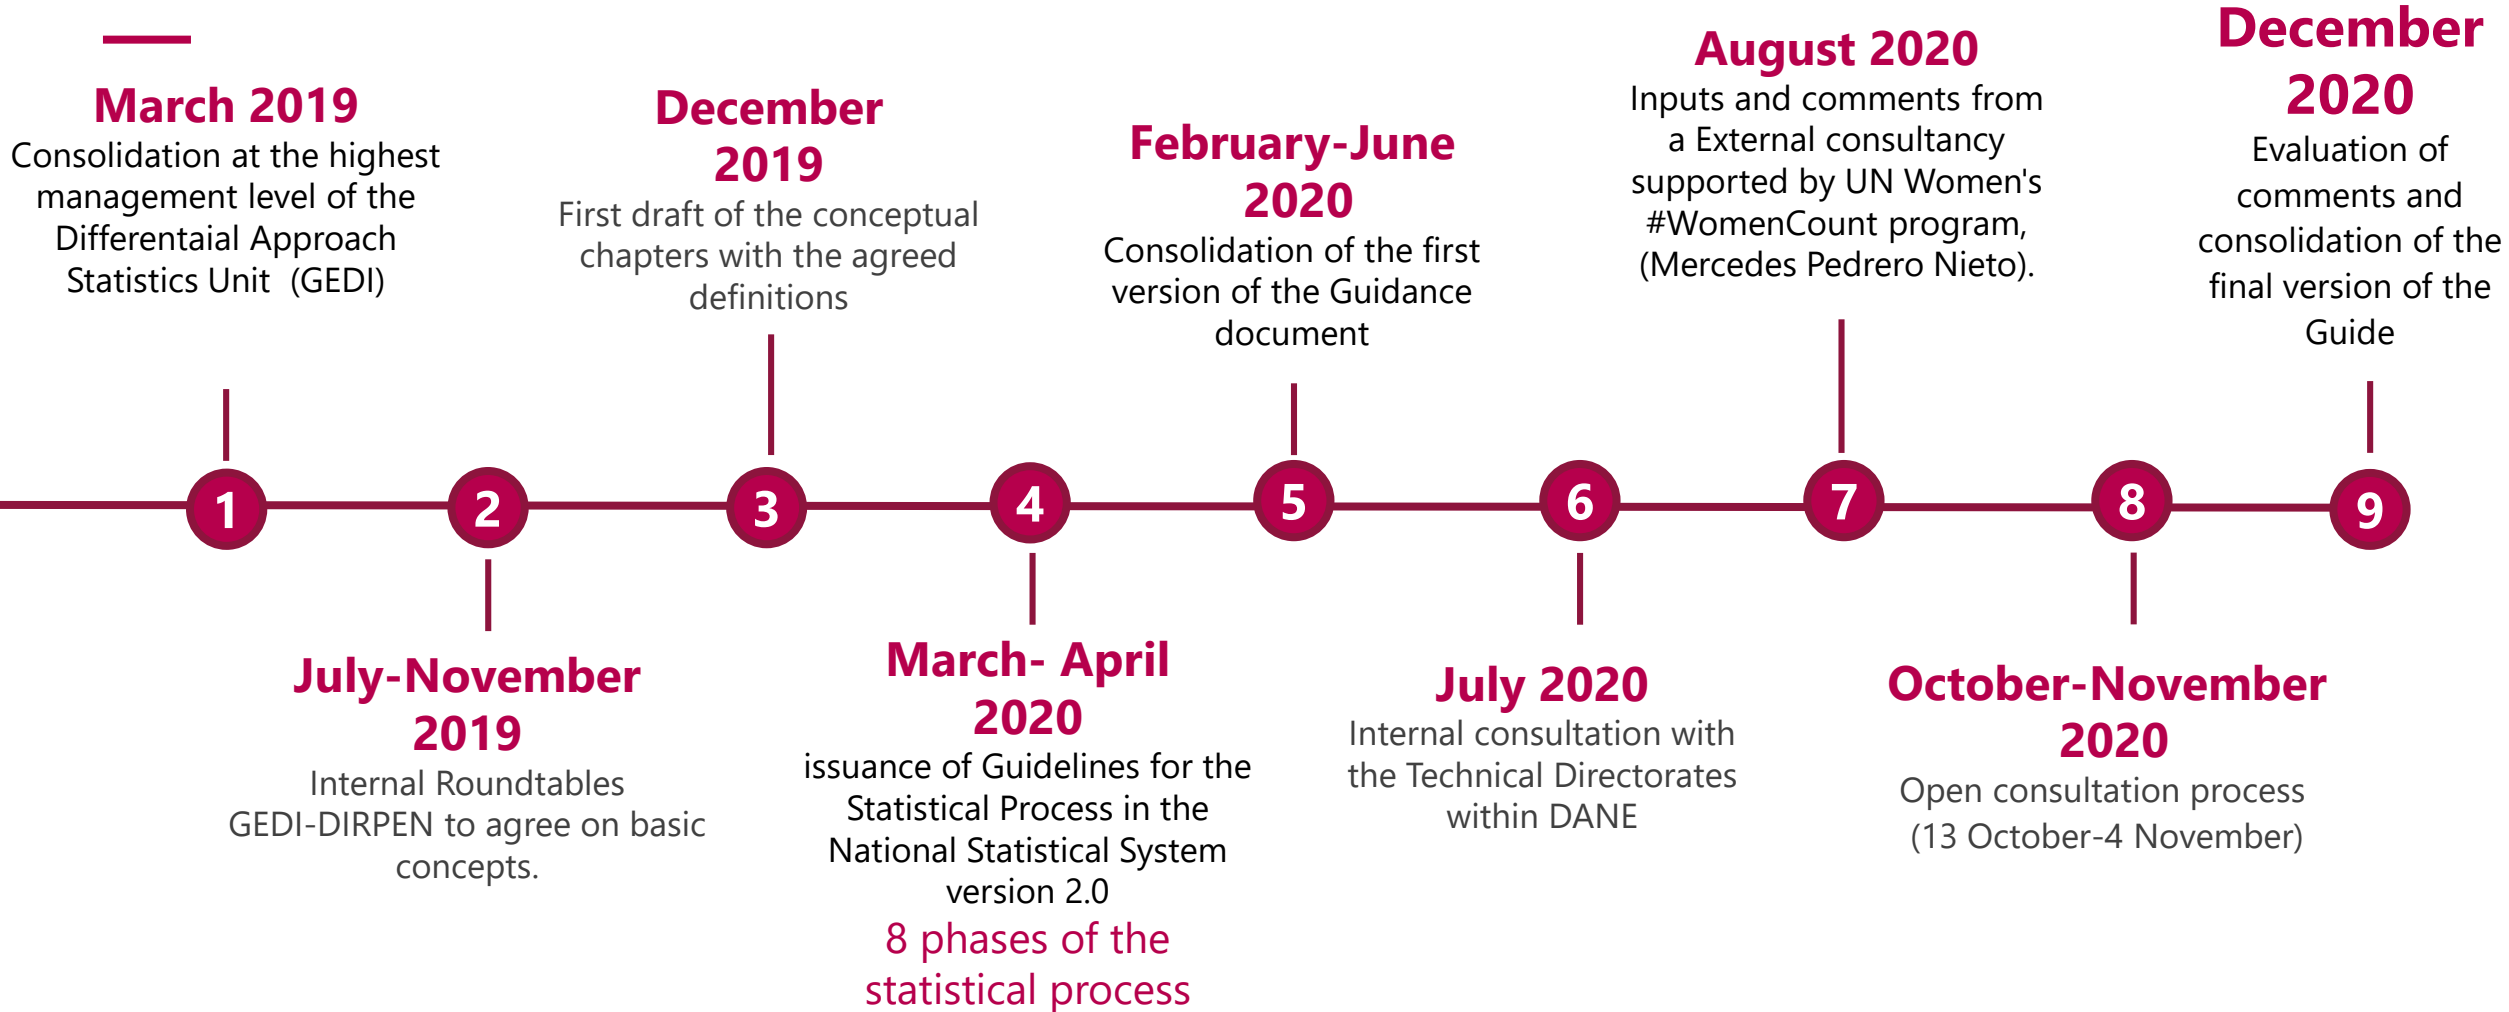 March 2019
Consolidation at the highest
management level of the
Differentaial Approach
Statistics Unit (GEDI)
December
2019
First draft of the conceptual
chapters with the agreed
definitions
February-June
2020
Consolidation of the first
version of the Guidance
document
August 2020
Inputs and comments from
a External consultancy
supported by UN Women's
#WomenCount program,
(Mercedes Pedrero Nieto).
December
2020
Evaluation of
comments and
consolidation of the
final version of the
Guide
1
2
3
4
5
6
7
8
9
July-November
2019
Internal Roundtables
GEDI-DIRPEN to agree on basic
concepts.
March- April
2020
issuance of Guidelines for the
Statistical Process in the
National Statistical System
version 2.0
8 phases of the
statistical process
July 2020
Internal consultation with
the Technical Directorates
within DANE
October-November
2020
Open consultation process
(13 October-4 November)